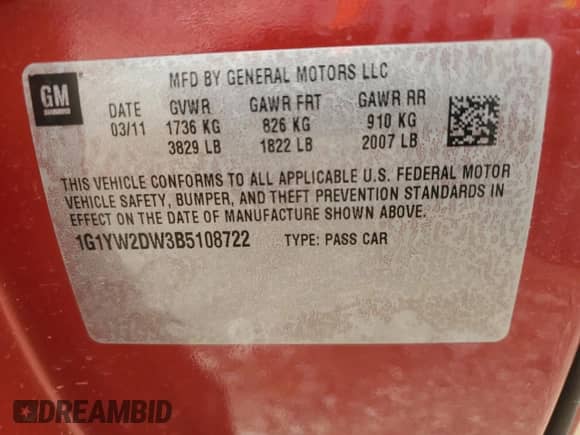 GM
MFD BY GENERAL MOTORS LLC
DATE GVWR GAWR FRT GAWR RR
03/11 1736 KG 826 KG 910 KG
3829 LB 1822 LB 2007 LB
THIS VEHICLE CONFORMS TO ALL APPLICABLE U.S. FEDERAL MOTOR
VEHICLE SAFETY, BUMPER, AND THEFT PREVENTION STANDARDS IN
EFFECT ON THE DATE OF MANUFACTURE SHOWN ABOVE.
1G1YW2DW3B5108722 TYPE: PASS CAR
DREAMBID